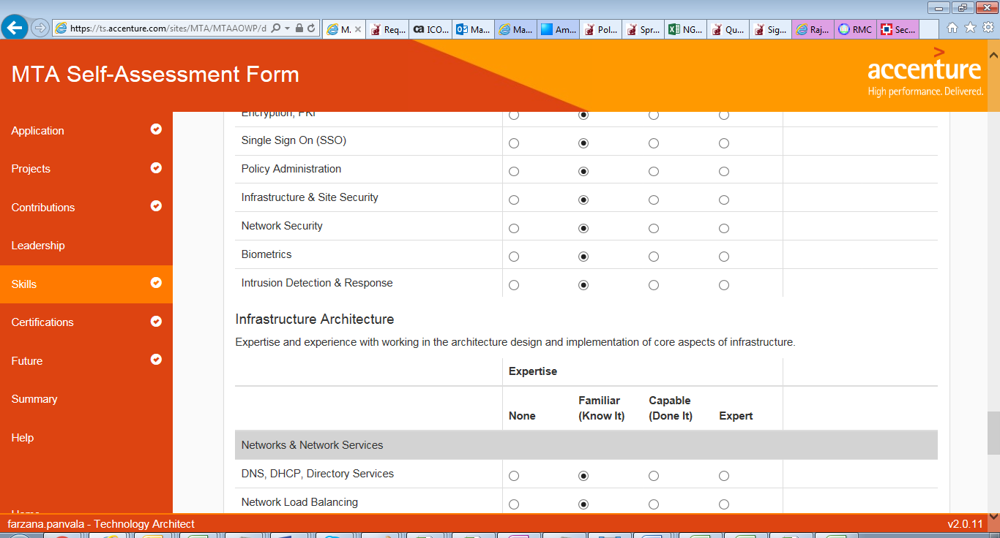 https://ts.accenture.com/sites/MTA/MTAAOWP/d
M...
Req...
ca ICO...
Ma...
Ma...
Am...
Pol...
Spr...
NG...
Qu...
Sig...
Raj...
RMC
Sec...
MTA Self-Assessment Form
>
accenture
High performance. Delivered.
Application
Projects
Contributions
Leadership
Skills
Certifications
Future
Summary
Help
Home
Encryption, PKI
Single Sign On (SSO)
Policy Administration
Infrastructure & Site Security
Network Security
Biometrics
Intrusion Detection & Response
Infrastructure Architecture
Expertise and experience with working in the architecture design and implementation of core aspects of infrastructure.
Expertise
None
Familiar (Know It)
Capable (Done It)
Expert
Networks & Network Services
DNS, DHCP, Directory Services
Network Load Balancing
farzana.panvala - Technology Architect
v2.0.11